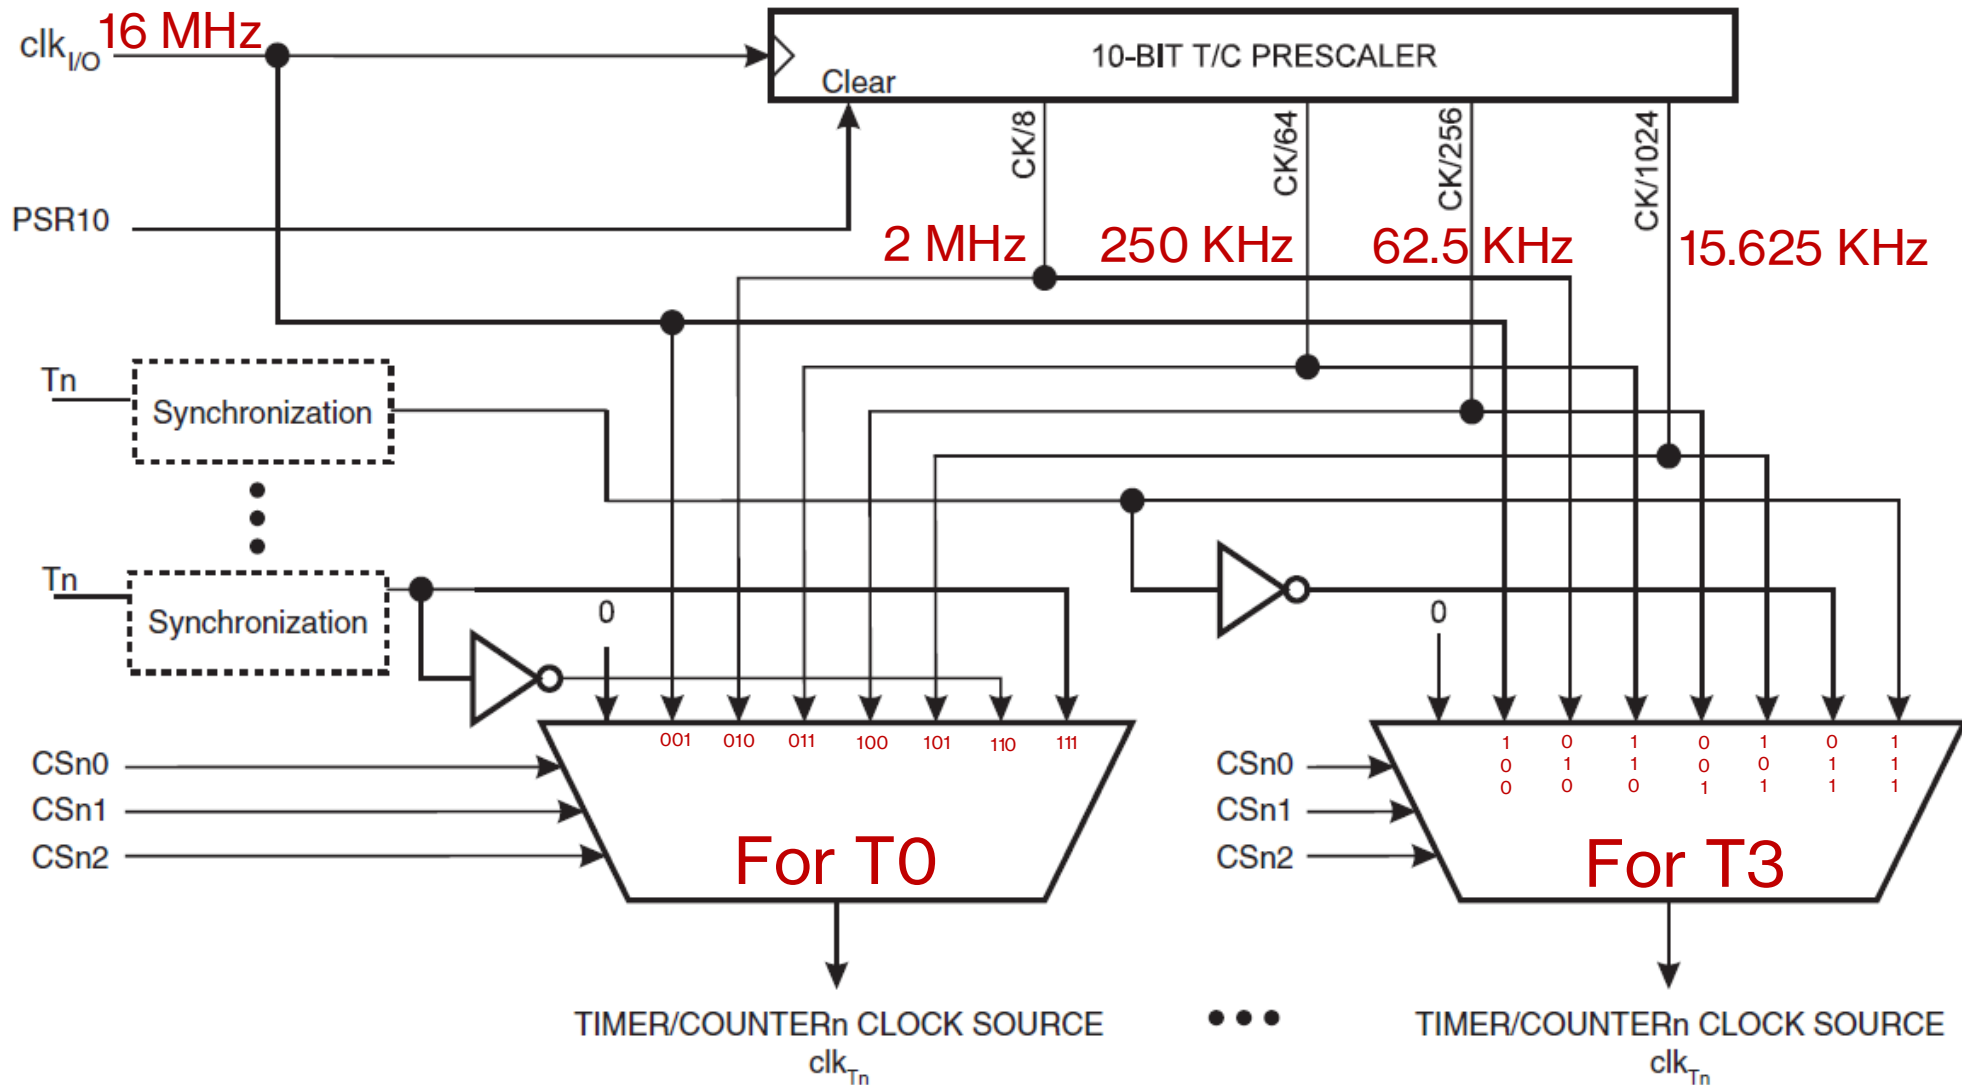 clkI/O 16 MHz
10-BIT T/C PRESCALER
Clear
CK/8
CK/64
CK/256
CK/1024
PSR10
2 MHz 250 KHz 62.5 KHz 15.625 KHz
Tn
Synchronization
Tn
Synchronization
0
0
001 010 011 100 101 110 111
1 0 1 0 1 0 1
0 1 1 0 0 1 1
0 0 0 1 1 1 1
CSn0
CSn1
CSn2
For T0
CSn0
CSn1
CSn2
For T3
TIMER/COUNTERn CLOCK SOURCE
clkTn
TIMER/COUNTERn CLOCK SOURCE
clkTn